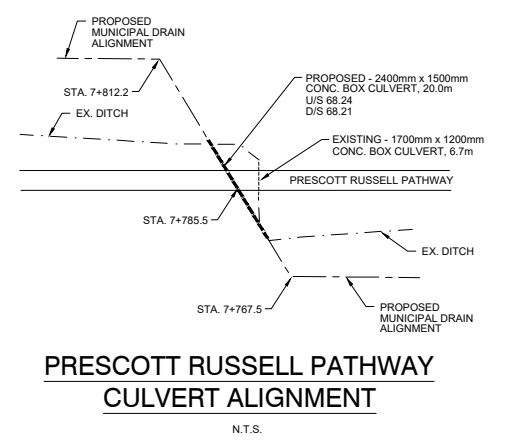 PROPOSED
MUNICIPAL DRAIN
ALIGNMENT
STA. 7+812.2
EX. DITCH
PROPOSED - 2400mm x 1500mm
CONC. BOX CULVERT, 20.0m
U/S 68.24
D/S 68.21
EXISTING - 1700mm x 1200mm
CONC. BOX CULVERT, 6.7m
PRESCOTT RUSSELL PATHWAY
STA. 7+785.5
EX. DITCH
STA. 7+767.5
PROPOSED
MUNICIPAL DRAIN
ALIGNMENT
PRESCOTT RUSSELL PATHWAY
CULVERT ALIGNMENT
N.T.S.